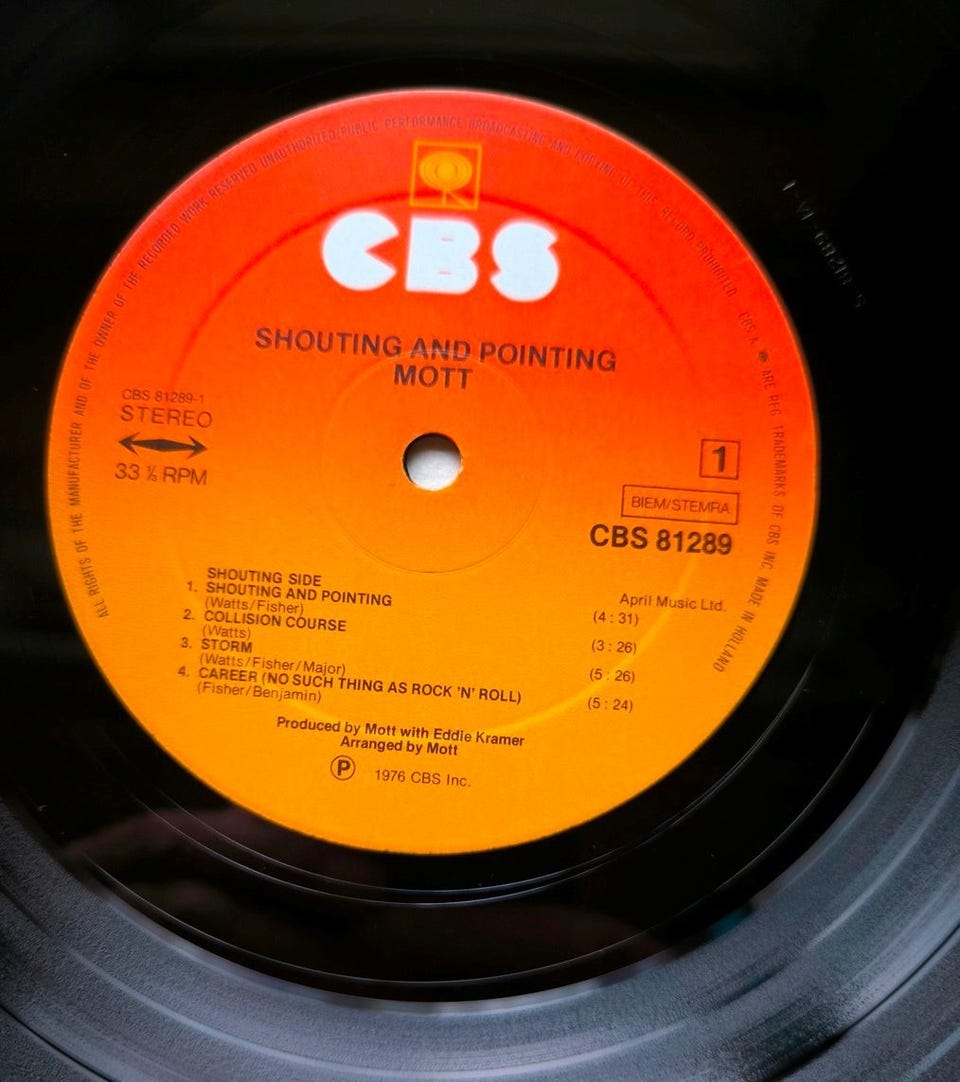 ALL RIGHTS OF THE MANUFACTURER AND OF THE OWNER OF THE RECORDED WORK RESERVED UNAUTHORIZED PUBLIC PERFORMANCE BROADCASTING AND COPYING OF THIS RECORD PROHIBITED CBS & ARE REG. TRADEMARKS OF CBS INC. MADE IN HOLLAND
CBS
SHOUTING AND POINTING
MOTT
CBS 81289-1
STEREO
33 ⅓ RPM
1
BIEM/STEMRA
CBS 81289
SHOUTING SIDE
April Music Ltd.
1. SHOUTING AND POINTING (4:31)
(Watts/Fisher)
2. COLLISION COURSE (3:26)
(Watts)
3. STORM (5:26)
(Watts/Fisher/Major)
4. CAREER (NO SUCH THING AS ROCK 'N' ROLL) (5:24)
(Fisher/Benjamin)
Produced by Mott with Eddie Kramer
Arranged by Mott
Ⓟ 1976 CBS Inc.